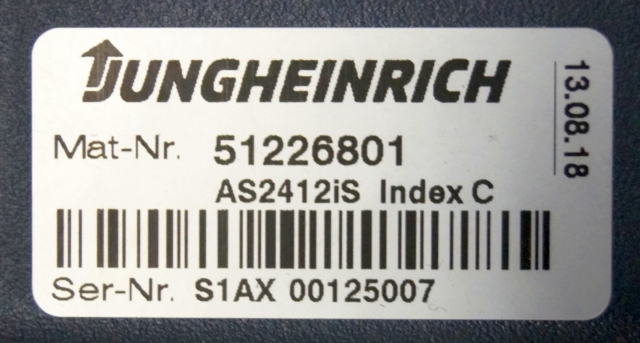 JUNGHEINRICH
Mat-Nr. 51226801
AS2412iS Index C
Ser-Nr. S1AX 00125007
13.08.18